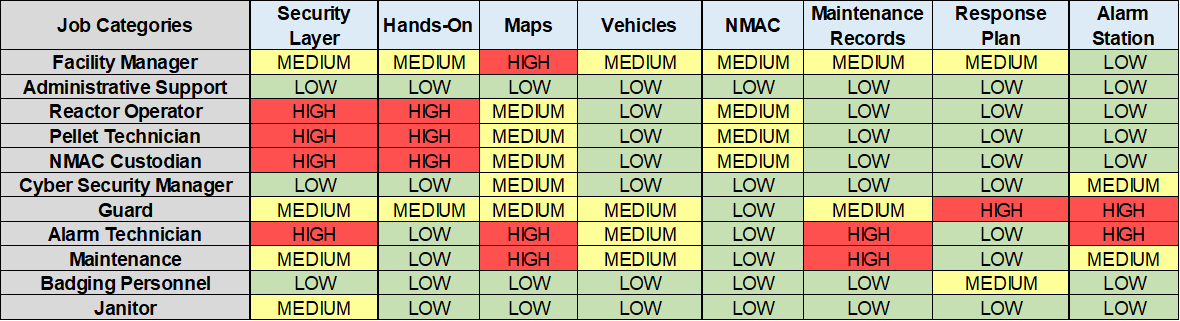 Job Categories Security Layer Hands-On Maps Vehicles NMAC Maintenance Records Response Plan Alarm Station
Facility Manager MEDIUM MEDIUM HIGH MEDIUM MEDIUM MEDIUM MEDIUM LOW
Administrative Support LOW LOW LOW LOW LOW LOW LOW LOW
Reactor Operator HIGH HIGH MEDIUM LOW MEDIUM LOW LOW LOW
Pellet Technician HIGH HIGH MEDIUM LOW MEDIUM LOW LOW LOW
NMAC Custodian HIGH HIGH MEDIUM LOW MEDIUM LOW LOW LOW
Cyber Security Manager LOW LOW MEDIUM LOW LOW LOW LOW MEDIUM
Guard MEDIUM MEDIUM MEDIUM MEDIUM LOW MEDIUM HIGH HIGH
Alarm Technician HIGH LOW HIGH MEDIUM LOW HIGH LOW HIGH
Maintenance MEDIUM LOW HIGH MEDIUM LOW HIGH LOW MEDIUM
Badging Personnel LOW LOW LOW LOW LOW LOW MEDIUM LOW
Janitor MEDIUM LOW LOW LOW LOW LOW LOW LOW